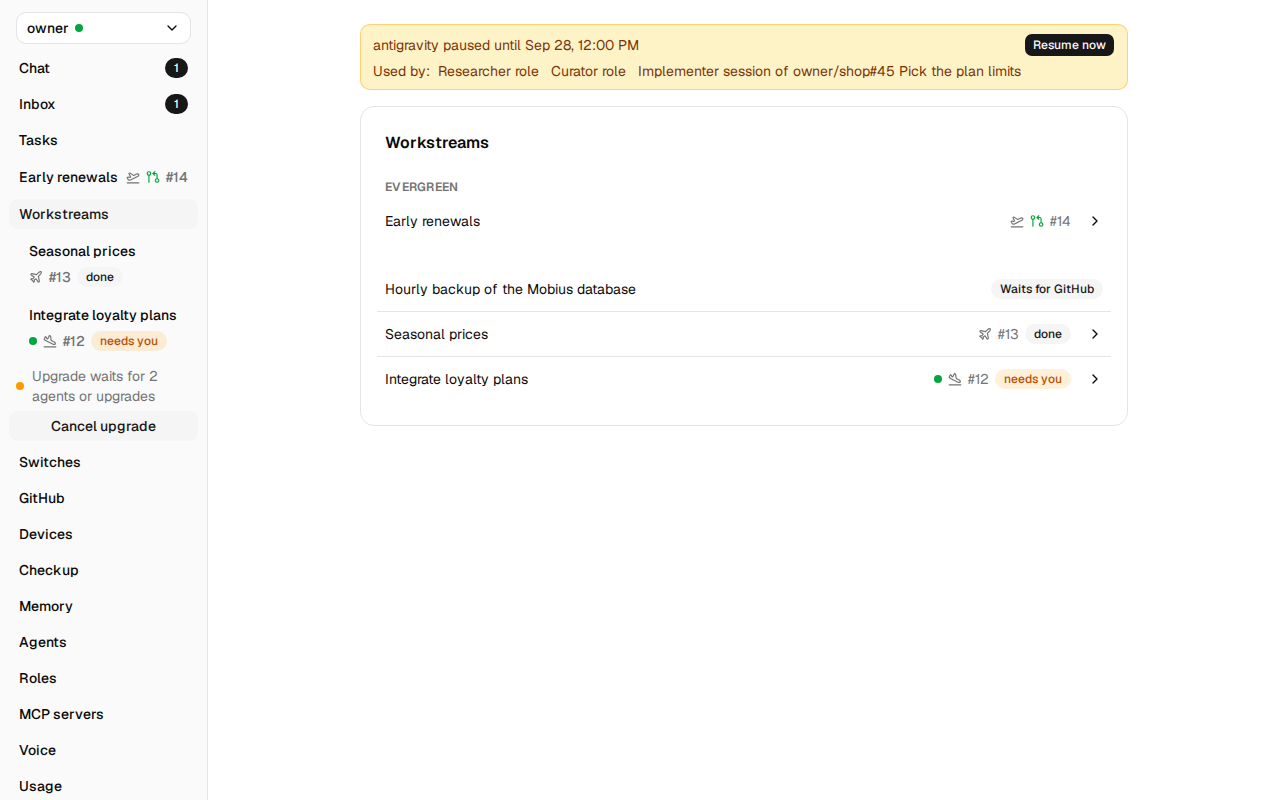 owner
Chat 1
Inbox 1
Tasks
Early renewals #14
Workstreams
Seasonal prices
#13 done
Integrate loyalty plans
#12 needs you
Upgrade waits for 2
agents or upgrades
Cancel upgrade
Switches
GitHub
Devices
Checkup
Memory
Agents
Roles
MCP servers
Voice
Usage
antigravity paused until Sep 28, 12:00 PM
Resume now
Used by: Researcher role Curator role Implementer session of owner/shop#45 Pick the plan limits
Workstreams
EVERGREEN
Early renewals #14
Hourly backup of the Mobius database Waits for GitHub
Seasonal prices #13 done
Integrate loyalty plans #12 needs you